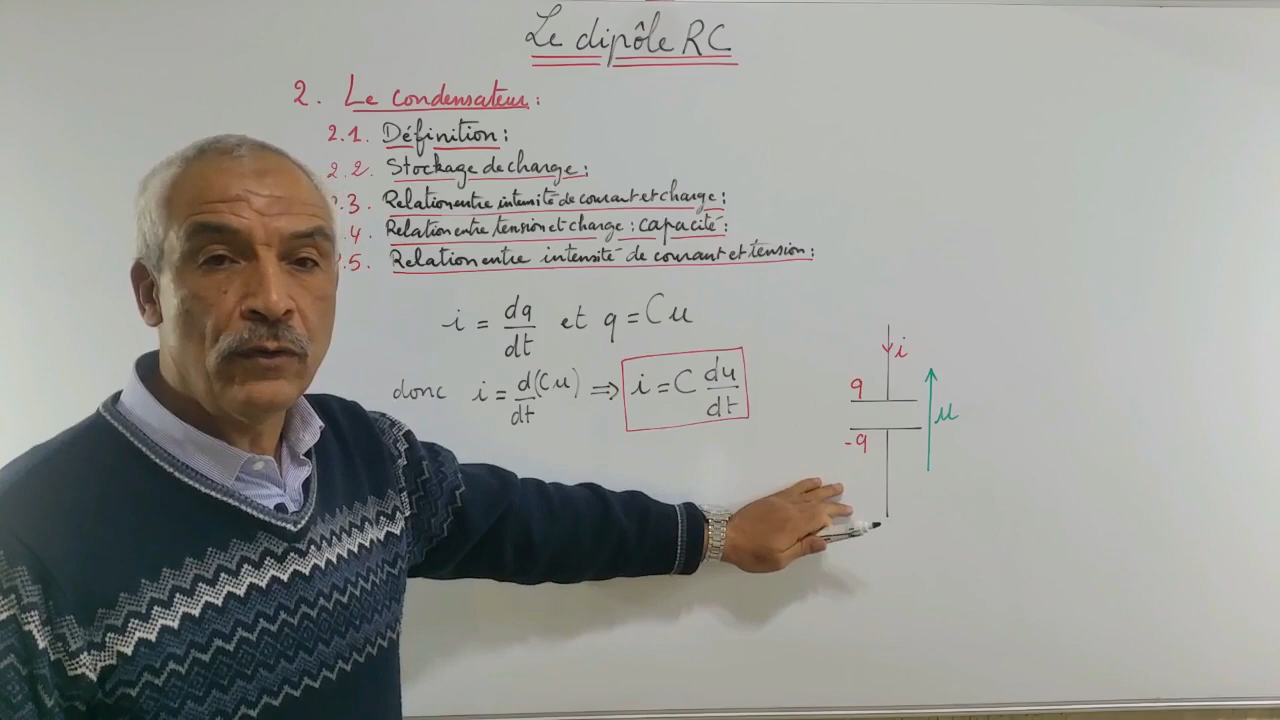 Le dipôle RC
2. Le condensateur :
2.1. Définition :
2.2. Stockage de charge :
.3. Relation entre intensité de courant et charge :
.4. Relation entre tension et charge : capacité :
.5. Relation entre intensité de courant et tension :
i = dq/dt et q = Cu
donc i = d(Cu)/dt ⇒ i = C du/dt
i
q
u
-q